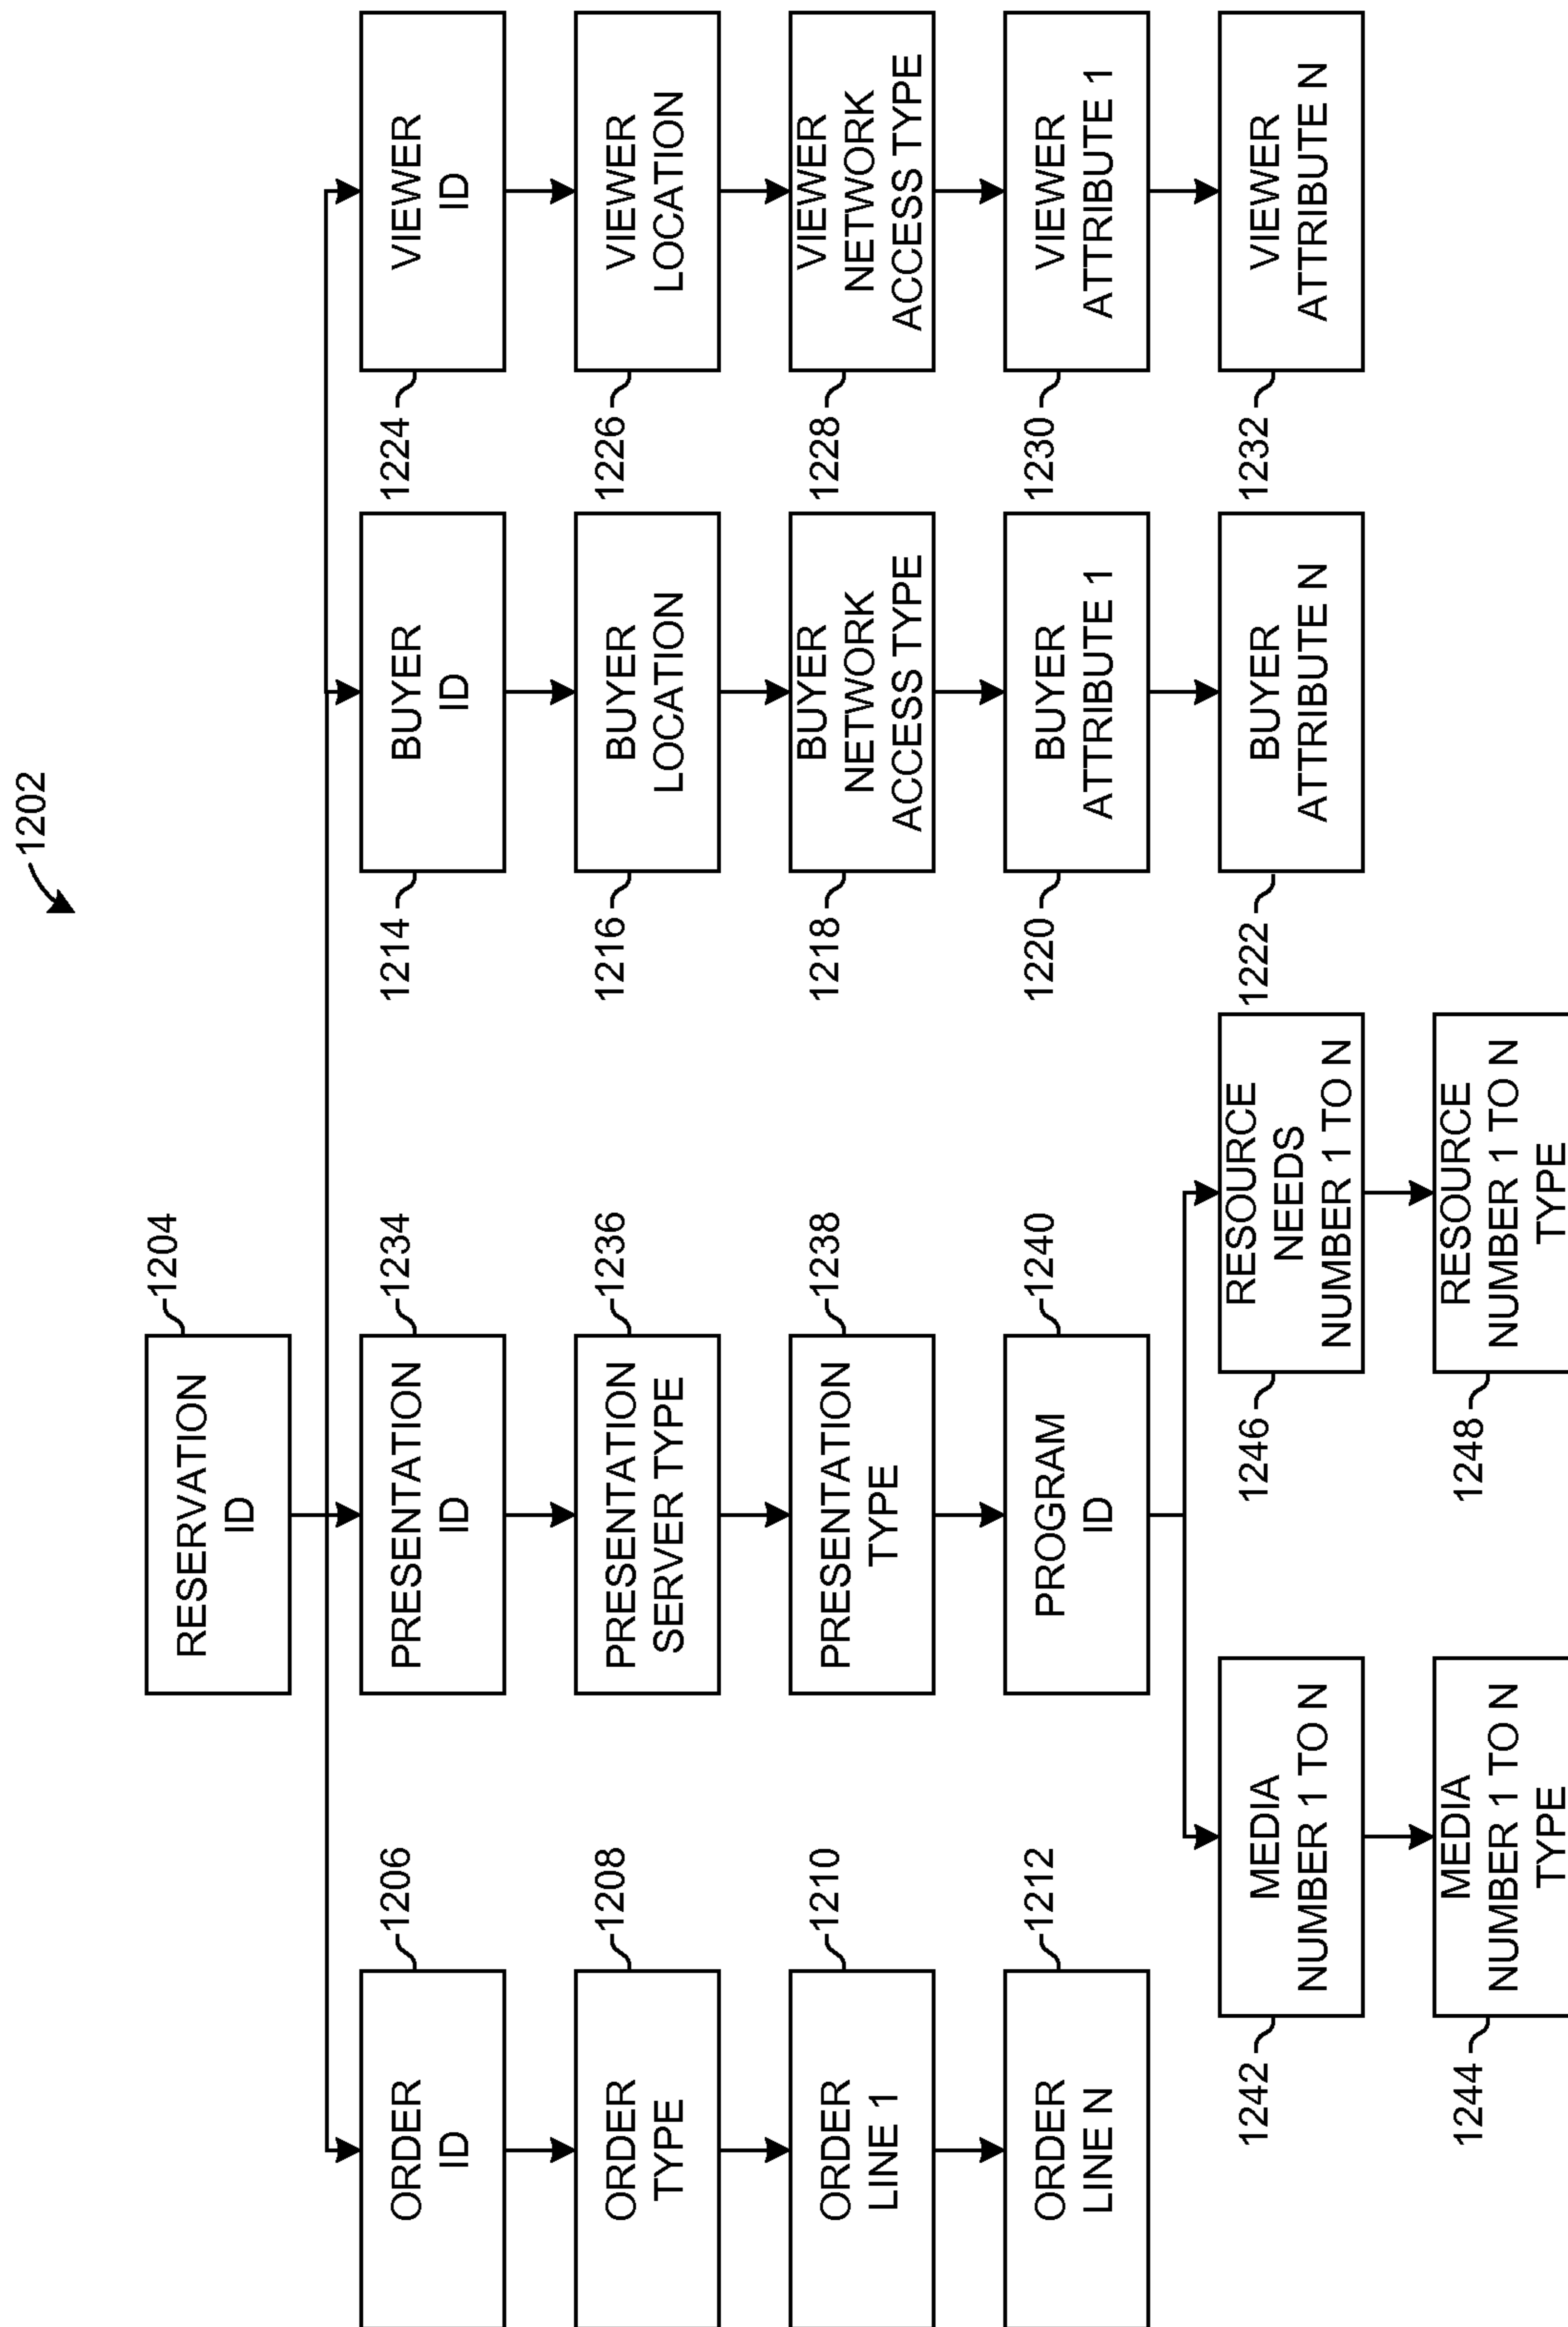 1202
RESERVATION
ID
1204
ORDER
ID
1206
ORDER
TYPE
1208
ORDER
LINE 1
1210
ORDER
LINE N
1212
PRESENTATION
ID
1234
PRESENTATION
SERVER TYPE
1236
PRESENTATION
TYPE
1238
PROGRAM
ID
1240
MEDIA
NUMBER 1 TO N
1242
MEDIA
NUMBER 1 TO N
TYPE
1244
RESOURCE
NEEDS
NUMBER 1 TO N
1246
RESOURCE
NUMBER 1 TO N
TYPE
1248
BUYER
ID
1214
BUYER
LOCATION
1216
BUYER
NETWORK
ACCESS TYPE
1218
BUYER
ATTRIBUTE 1
1220
BUYER
ATTRIBUTE N
1222
VIEWER
ID
1224
VIEWER
LOCATION
1226
VIEWER
NETWORK
ACCESS TYPE
1228
VIEWER
ATTRIBUTE 1
1230
VIEWER
ATTRIBUTE N
1232